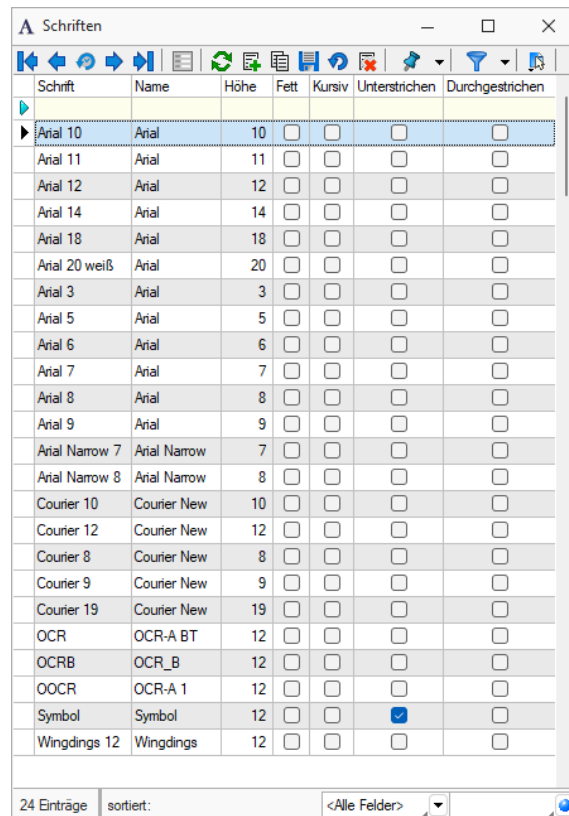 A Schriften
Schrift Name Höhe Fett Kursiv Unterstrichen Durchgestrichen
Arial 10 Arial 10
Arial 11 Arial 11
Arial 12 Arial 12
Arial 14 Arial 14
Arial 18 Arial 18
Arial 20 weiß Arial 20
Arial 3 Arial 3
Arial 5 Arial 5
Arial 6 Arial 6
Arial 7 Arial 7
Arial 8 Arial 8
Arial 9 Arial 9
Arial Narrow 7 Arial Narrow 7
Arial Narrow 8 Arial Narrow 8
Courier 10 Courier New 10
Courier 12 Courier New 12
Courier 8 Courier New 8
Courier 9 Courier New 9
Courier 19 Courier New 19
OCR OCR-A BT 12
OCRB OCR_B 12
OOCR OCR-A 1 12
Symbol Symbol 12
Wingdings 12 Wingdings 12
24 Einträge sortiert: <Alle Felder>